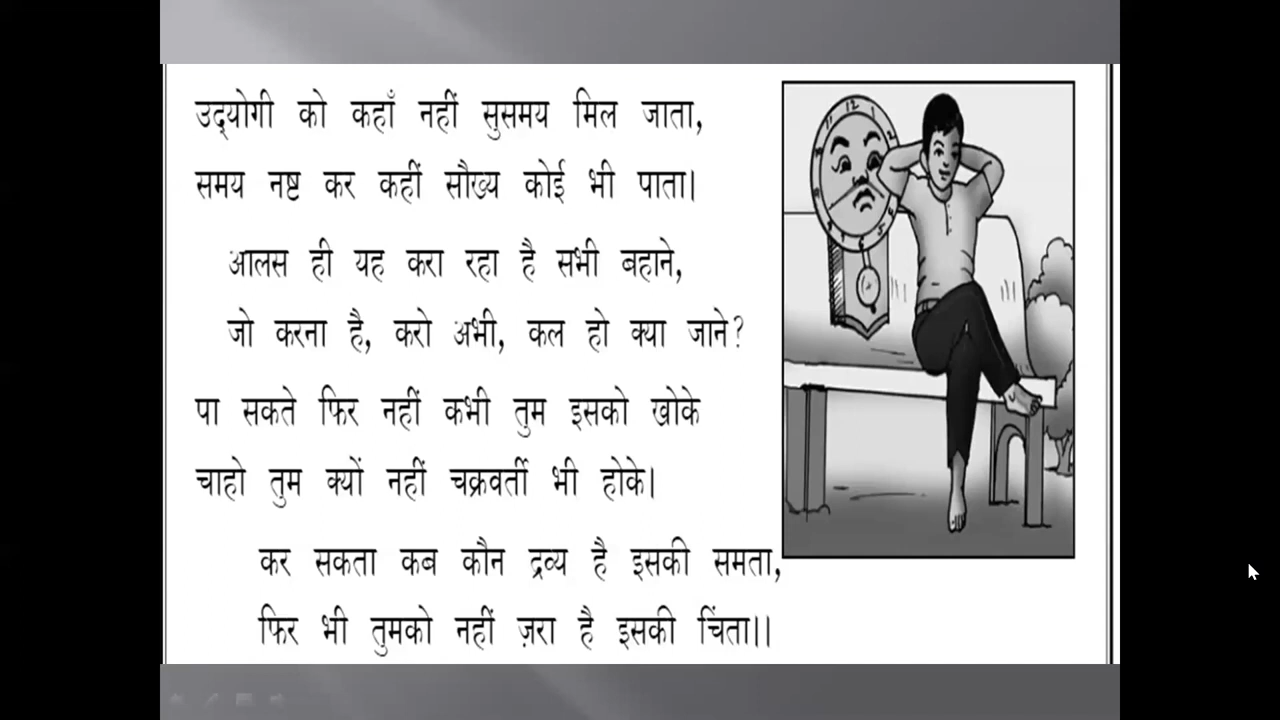 उद्‌योगी को कहाँ नहीं सुसमय मिल जाता,
समय नष्ट कर कहीं सौख्य कोई भी पाता।
आलस ही यह करा रहा है सभी बहाने,
जो करना है, करो अभी, कल हो क्या जाने?
पा सकते फिर नहीं कभी तुम इसको खोके
चाहो तुम क्यों नहीं चक्रवर्ती भी होके।
कर सकता कब कौन द्रव्य है इसकी समता,
फिर भी तुमको नहीं ज़रा है इसकी चिंता।।